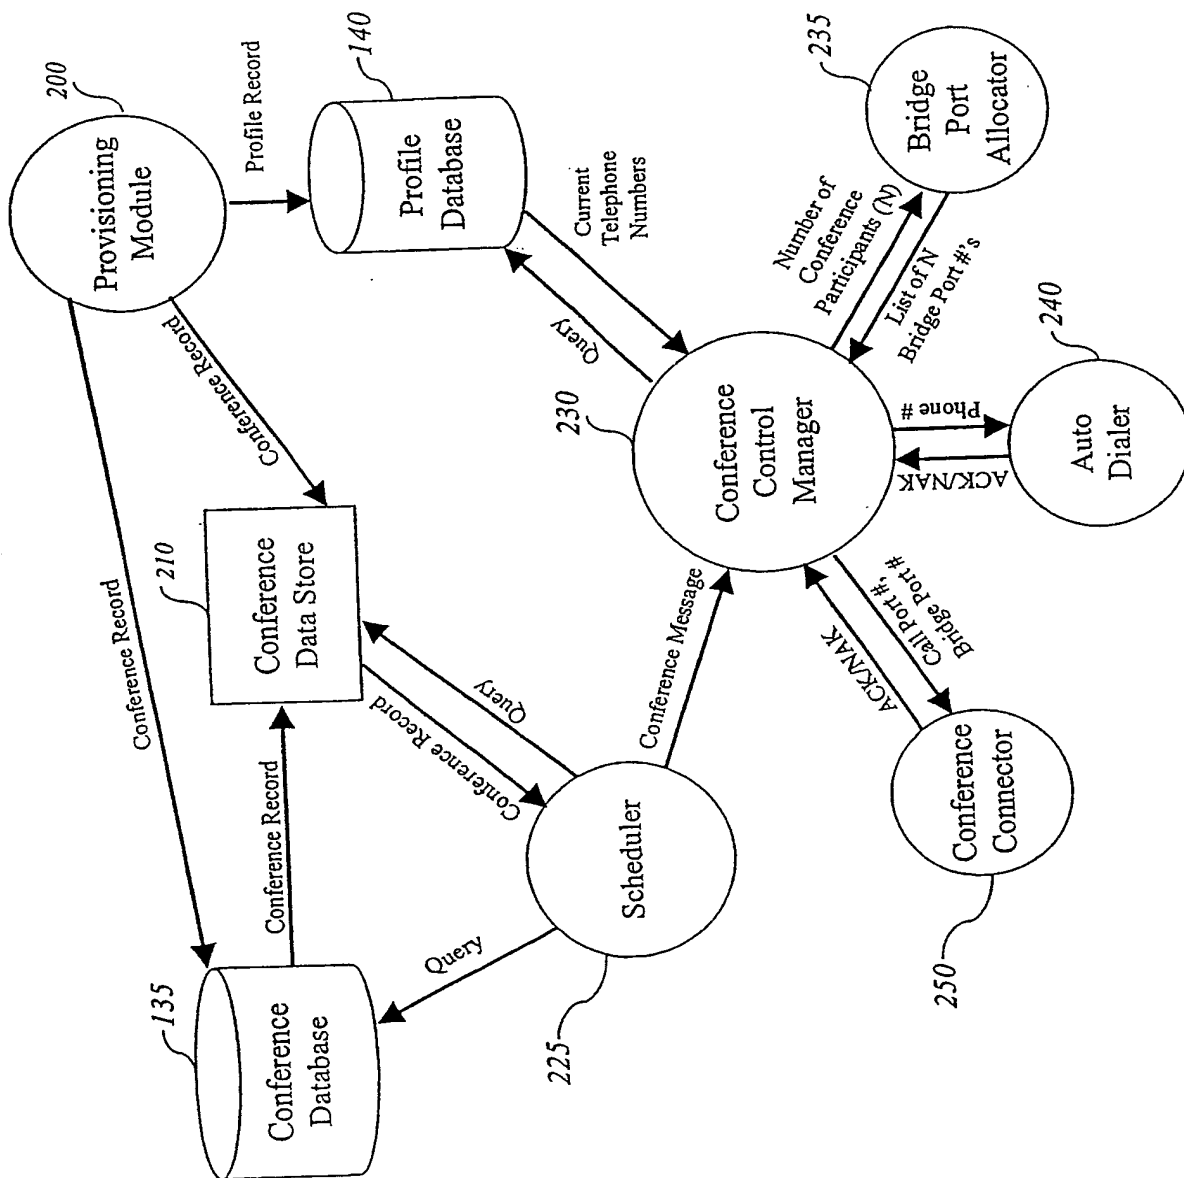 135
Conference
Database
Conference Record
Conference Record
210
Conference
Data Store
Conference Record
200
Provisioning
Module
Profile Record
140
Profile
Database
Query
Conference Record
Query
225
Scheduler
Conference Message
230
Conference
Control
Manager
Query
Current
Telephone
Numbers
Number of
Conference
Participants (N)
List of N
Bridge Port #'s
235
Bridge
Port
Allocator
250
Conference
Connector
ACK/NAK
Call Port #,
Bridge Port #
ACK/NAK
Phone #
240
Auto
Dialer